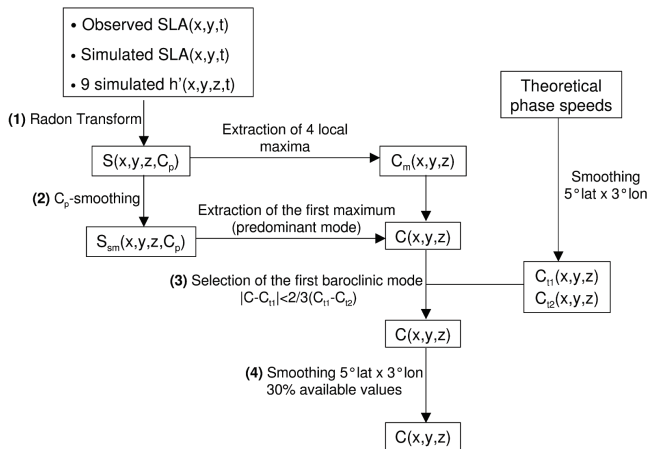 • Observed SLA(x,y,t)
• Simulated SLA(x,y,t)
• 9 simulated h'(x,y,z,t)
Theoretical
phase speeds
(1) Radon Transform
Extraction of 4 local
maxima
S(x,y,z,Cp)
Cm(x,y,z)
Smoothing
5°lat x 3°lon
(2) Cp-smoothing
Extraction of the first maximum
(predominant mode)
Ssm(x,y,z,Cp)
C(x,y,z)
(3) Selection of the first baroclinic mode
|C-Ct1|<2/3(Ct1-Ct2)
Ct1(x,y,z)
Ct2(x,y,z)
C(x,y,z)
(4) Smoothing 5°lat x 3°lon
30% available values
C(x,y,z)